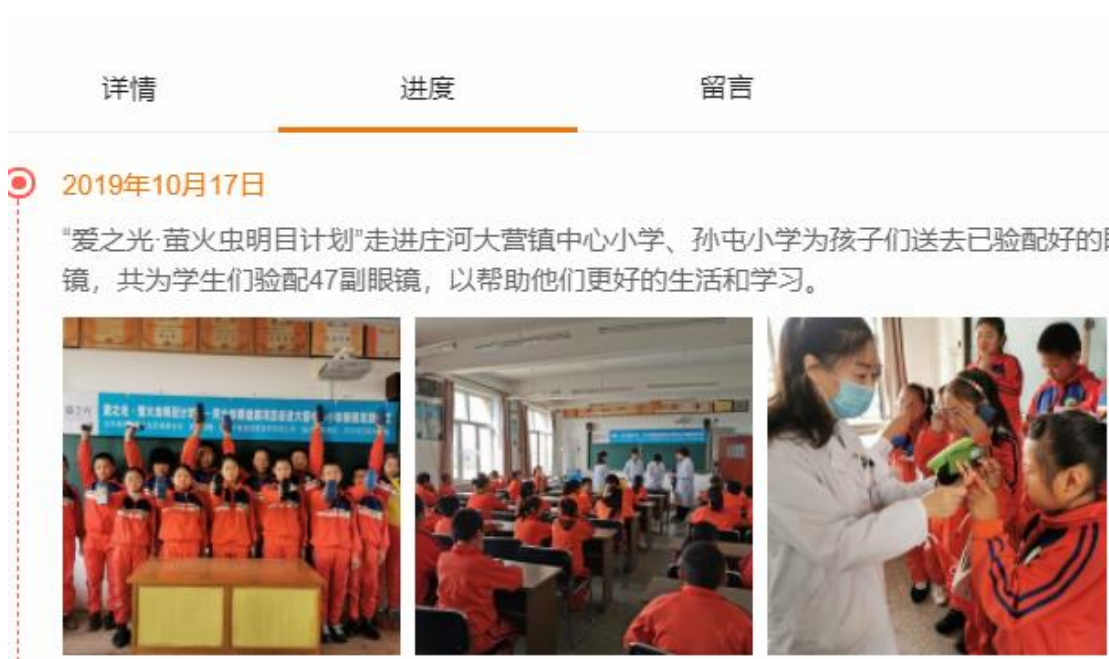 详情
进度
留言
2019年10月17日
“爱之光·萤火虫明目计划”走进庄河大营镇中心小学、孙屯小学为孩子们送去已验配好的
镜，共为学生们验配47副眼镜，以帮助他们更好的生活和学习。